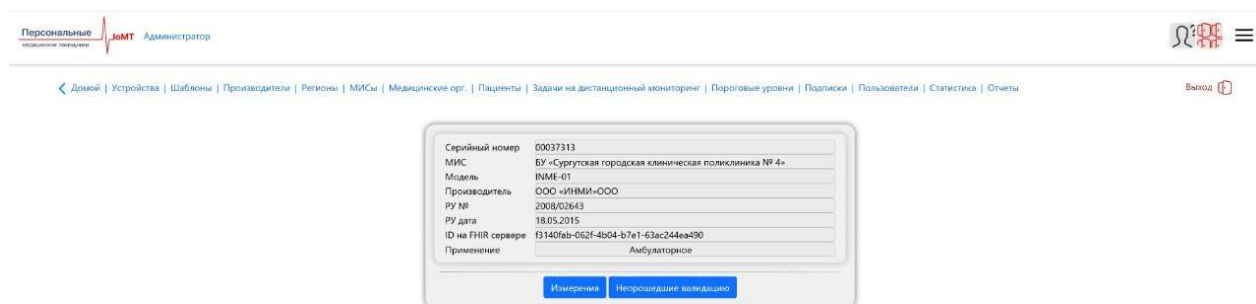 Персональные
медицинские помощники
IoMT Администратор
Домой | Устройства | Шаблоны | Производители | Регионы | МИСы | Медицинские орг. | Пациенты | Задачи на дистанционный мониторинг | Пороговые уровни | Подписки | Пользователи | Статистика | Отчеты
Выход
Серийный номер 00037313
МИС БУ «Сургутская городская клиническая поликлиника № 4»
Модель INME-01
Производитель ООО «ИНМИ»ООО
РУ № 2008/02643
РУ дата 18.05.2015
ID на FHIR сервере f3140fab-062f-4b04-b7e1-63ac244ea490
Применение Амбулаторное
Измерения Непрошедшие валидацию